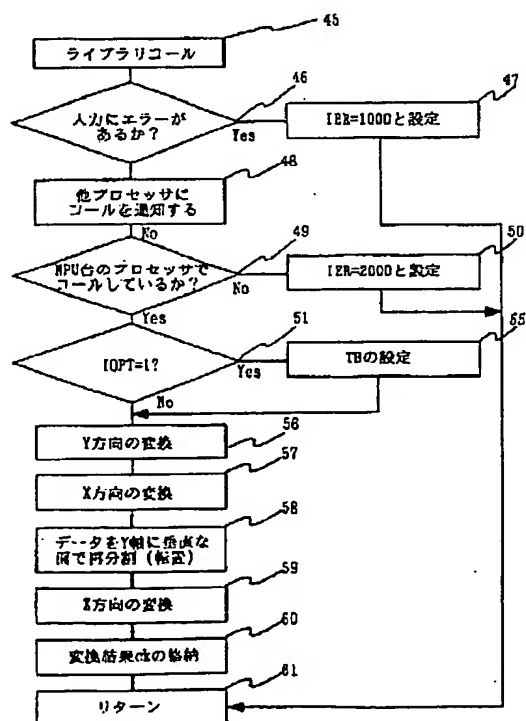 45
ライブラリコール
46
入力にエラーが
あるか?
Yes
47
IER=1000と設定
48
他プロセッサに
コールを通知する
No
49
NPU台のプロセッサで
コールしているか?
No
50
IER=2000と設定
Yes
51
IOPT=1?
Yes
55
TBの設定
No
56
Y方向の変換
57
X方向の変換
58
データをY軸に垂直な
面で再分割(転置)
59
Z方向の変換
60
変換結果ckの格納
61
リターン